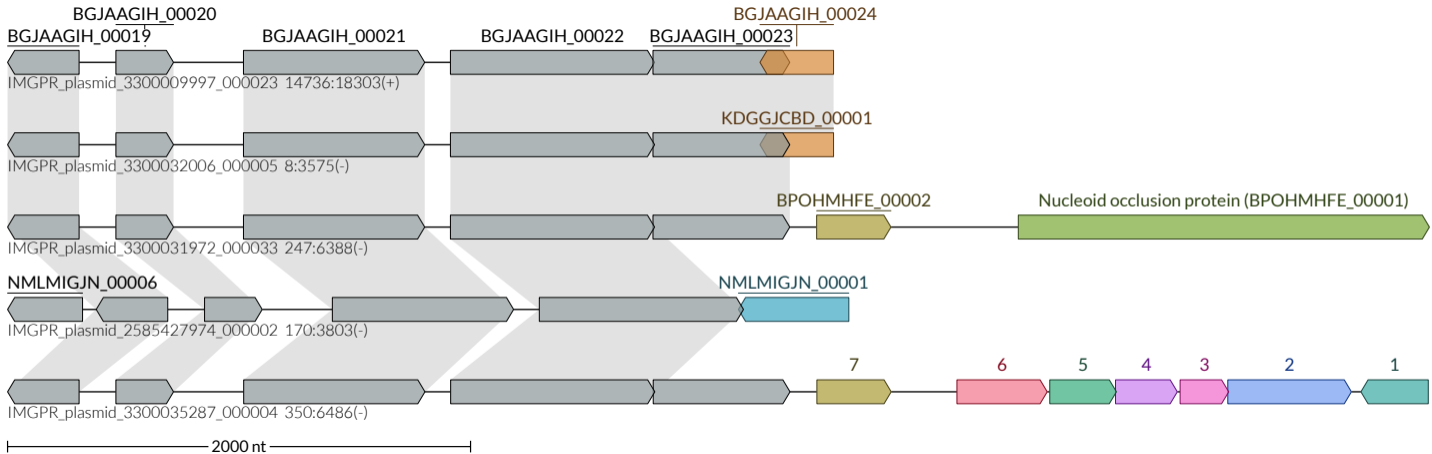 BGJAAGIH_00020 BGJAAGIH_00024
BGJAAGIH_00019 BGJAAGIH_00021 BGJAAGIH_00022 BGJAAGIH_00023
IMGPR_plasmid_3300009997_000023 14736:18303(+)
KDGGJCBD_00001
IMGPR_plasmid_3300032006_000005 8:3575(-)
BPOHMHFE_00002 Nucleoid occlusion protein (BPOHMHFE_00001)
IMGPR_plasmid_3300031972_000033 247:6388(-)
NMLMIGJN_00006 NMLMIGJN_00001
IMGPR_plasmid_2585427974_000002 170:3803(-)
7 6 5 4 3 2 1
IMGPR_plasmid_3300035287_000004 350:6486(-)
2000 nt